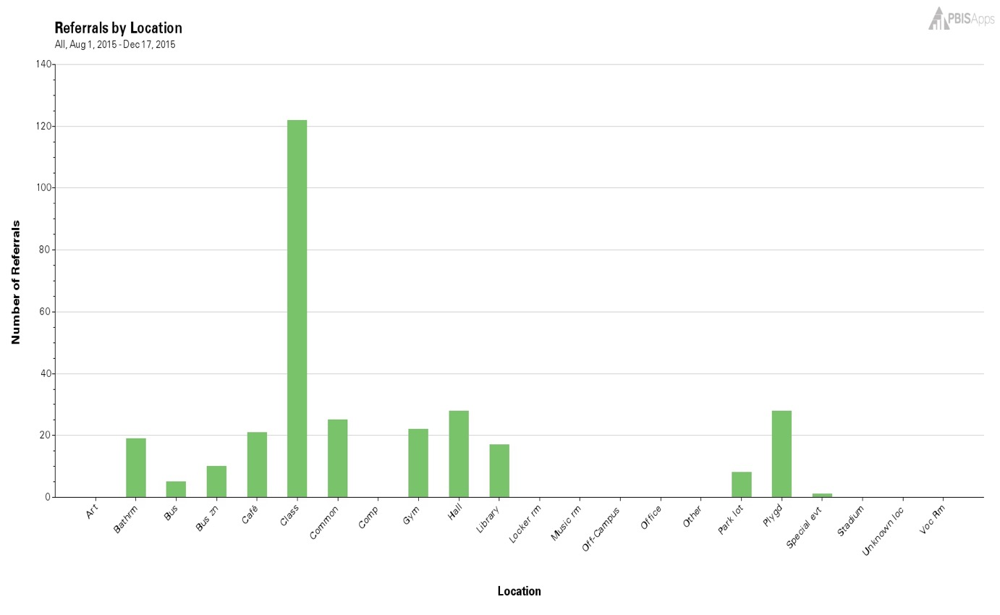 PBISApps
Referrals by Location
All, Aug 1, 2015 - Dec 17, 2015
140
120
100
80
60
40
20
0
Number of Referrals
Art
Bathrm
Bus
Bus zn
Café
Class
Common
Comp
Gym
Hall
Library
Locker rm
Music rm
Off-Campus
Office
Other
Park lot
Plygd
Special evt
Stadium
Unknown loc
Voc Rm
Location